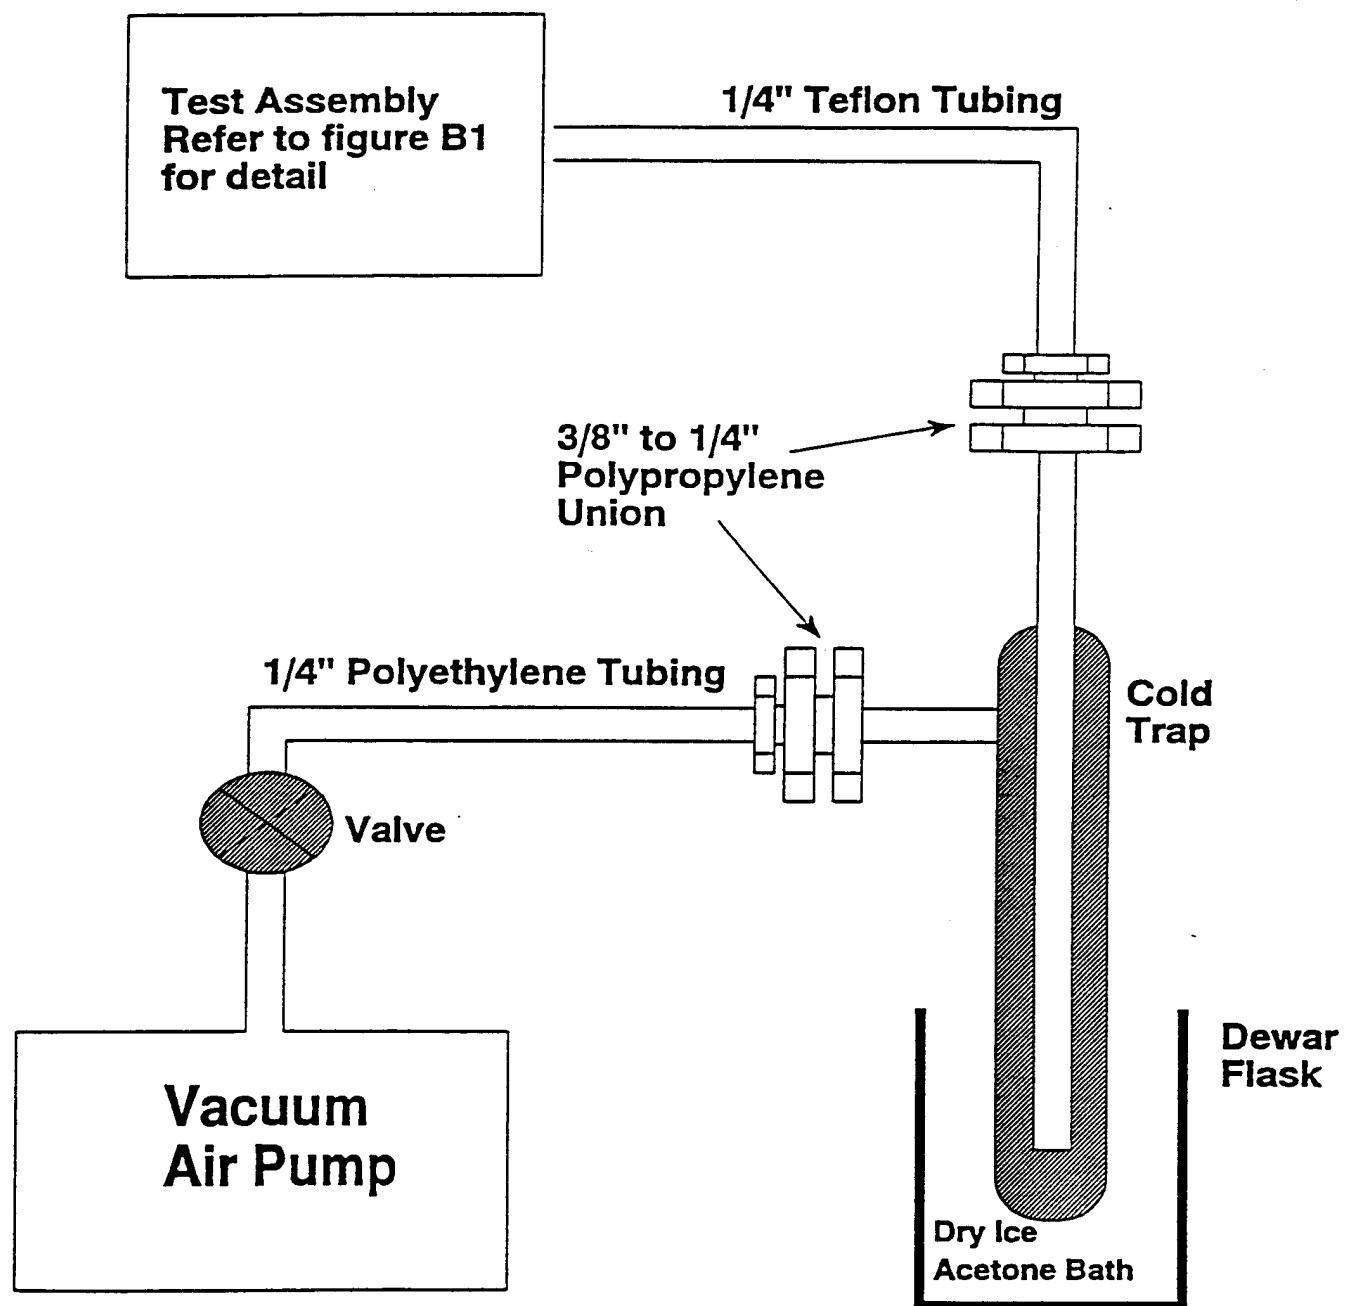 Test Assembly
Refer to figure B1
for detail
1/4" Teflon Tubing
3/8" to 1/4"
Polypropylene
Union
1/4" Polyethylene Tubing
Cold
Trap
Valve
Dewar
Flask
Vacuum
Air Pump
Dry Ice
Acetone Bath